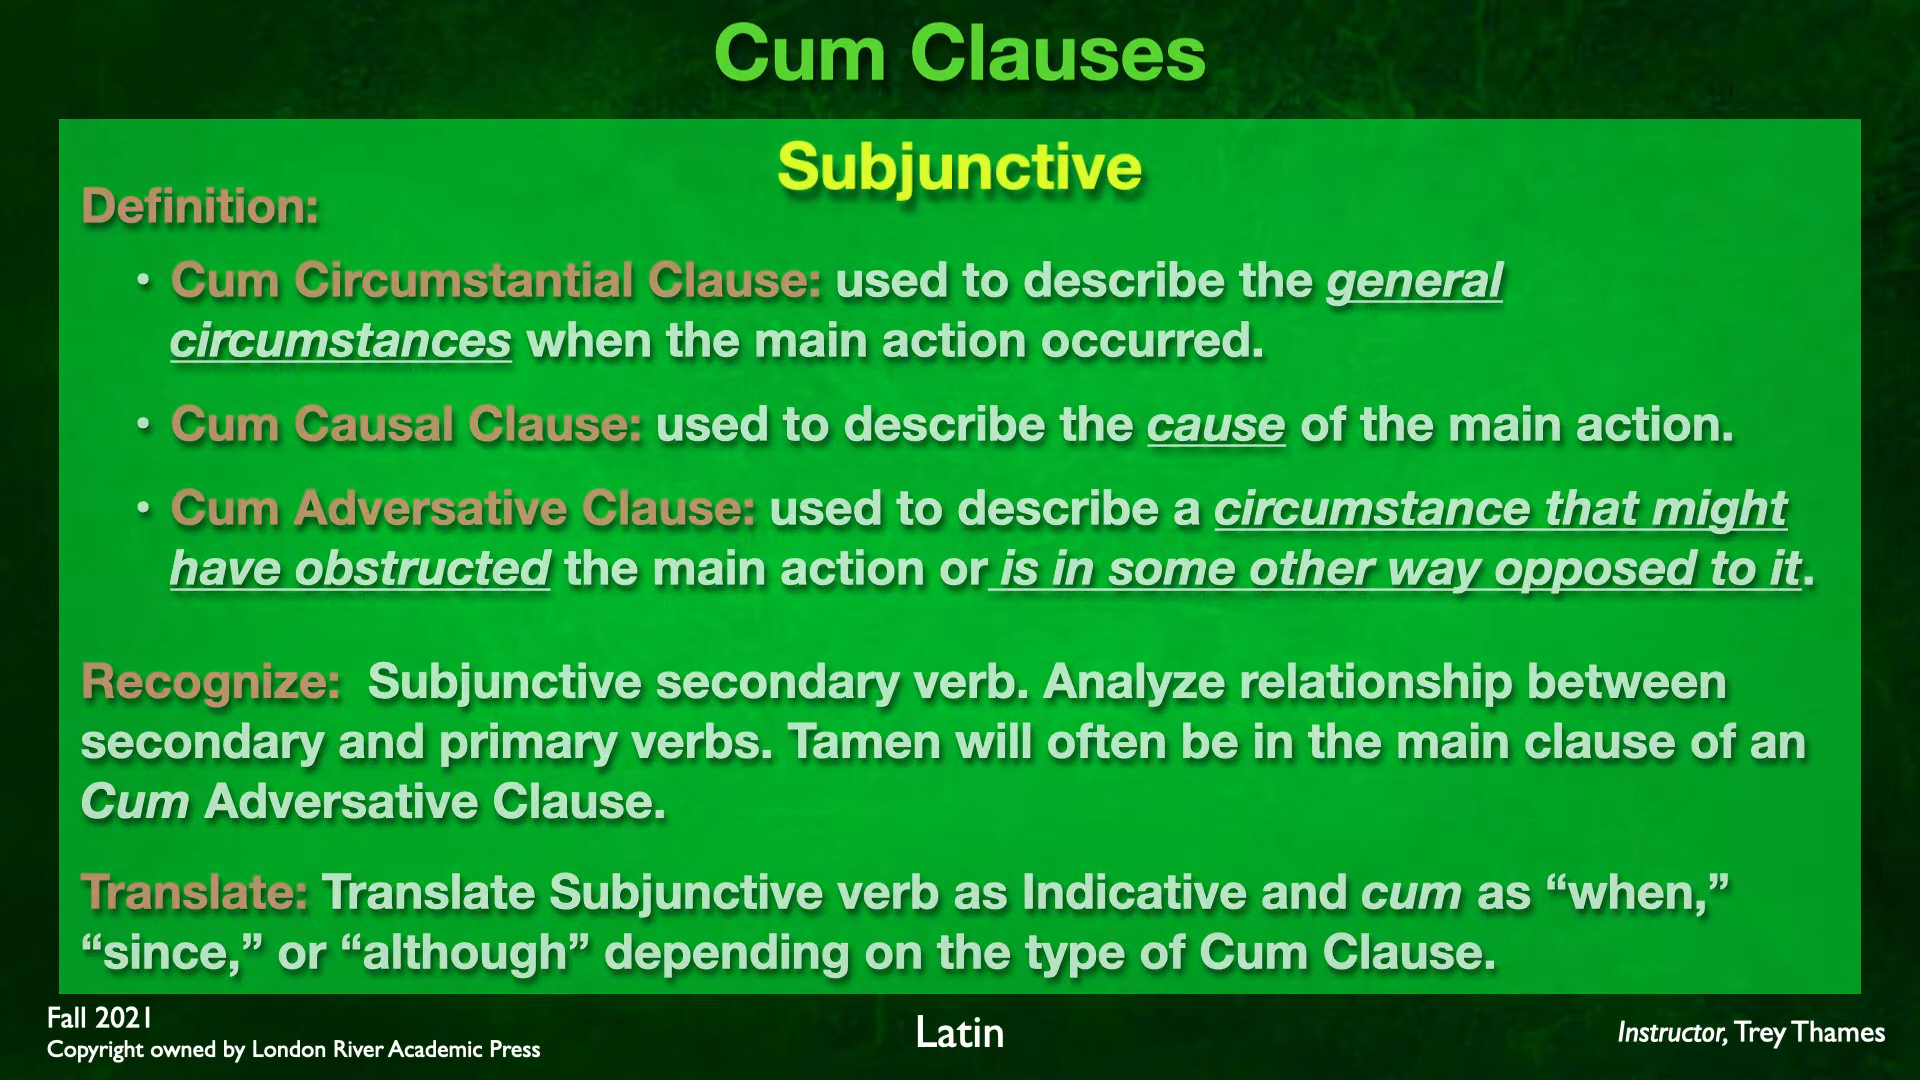 Cum Clauses
Subjunctive
Definition:
• Cum Circumstantial Clause: used to describe the general
circumstances when the main action occurred.
• Cum Causal Clause: used to describe the cause of the main action.
• Cum Adversative Clause: used to describe a circumstance that might
have obstructed the main action or is in some other way opposed to it.
Recognize: Subjunctive secondary verb. Analyze relationship between
secondary and primary verbs. Tamen will often be in the main clause of an
Cum Adversative Clause.
Translate: Translate Subjunctive verb as Indicative and cum as “when,”
“since,” or “although” depending on the type of Cum Clause.
Fall 2021
Copyright owned by London River Academic Press
Latin
Instructor, Trey Thames